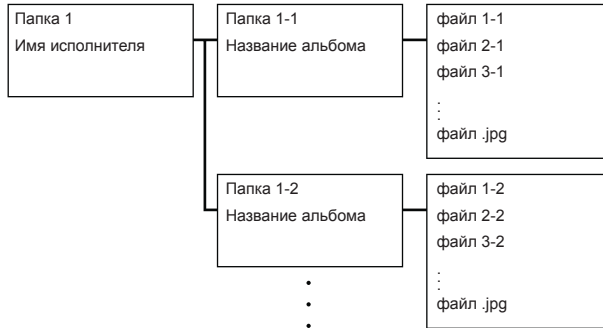 Папка 1
Имя исполнителя
Папка 1-1
Название альбома
файл 1-1
файл 2-1
файл 3-1
файл .jpg
Папка 1-2
Название альбома
файл 1-2
файл 2-2
файл 3-2
файл .jpg